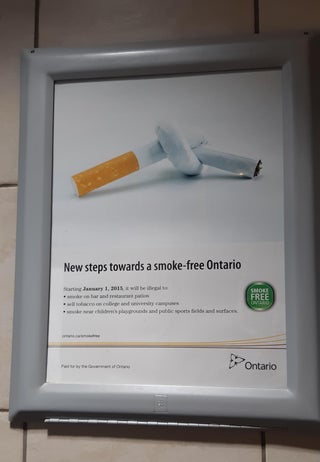 New steps towards a smoke-free Ontario
Starting January 1, 2015, it will be illegal to:
• smoke on bar and restaurant patios
• sell tobacco on college and university campuses
• smoke near children's playgrounds and public sports fields and surfaces.
SMOKE
FREE
ONTARIO
ontario.ca/smokefree
Paid for by the Government of Ontario
Ontario